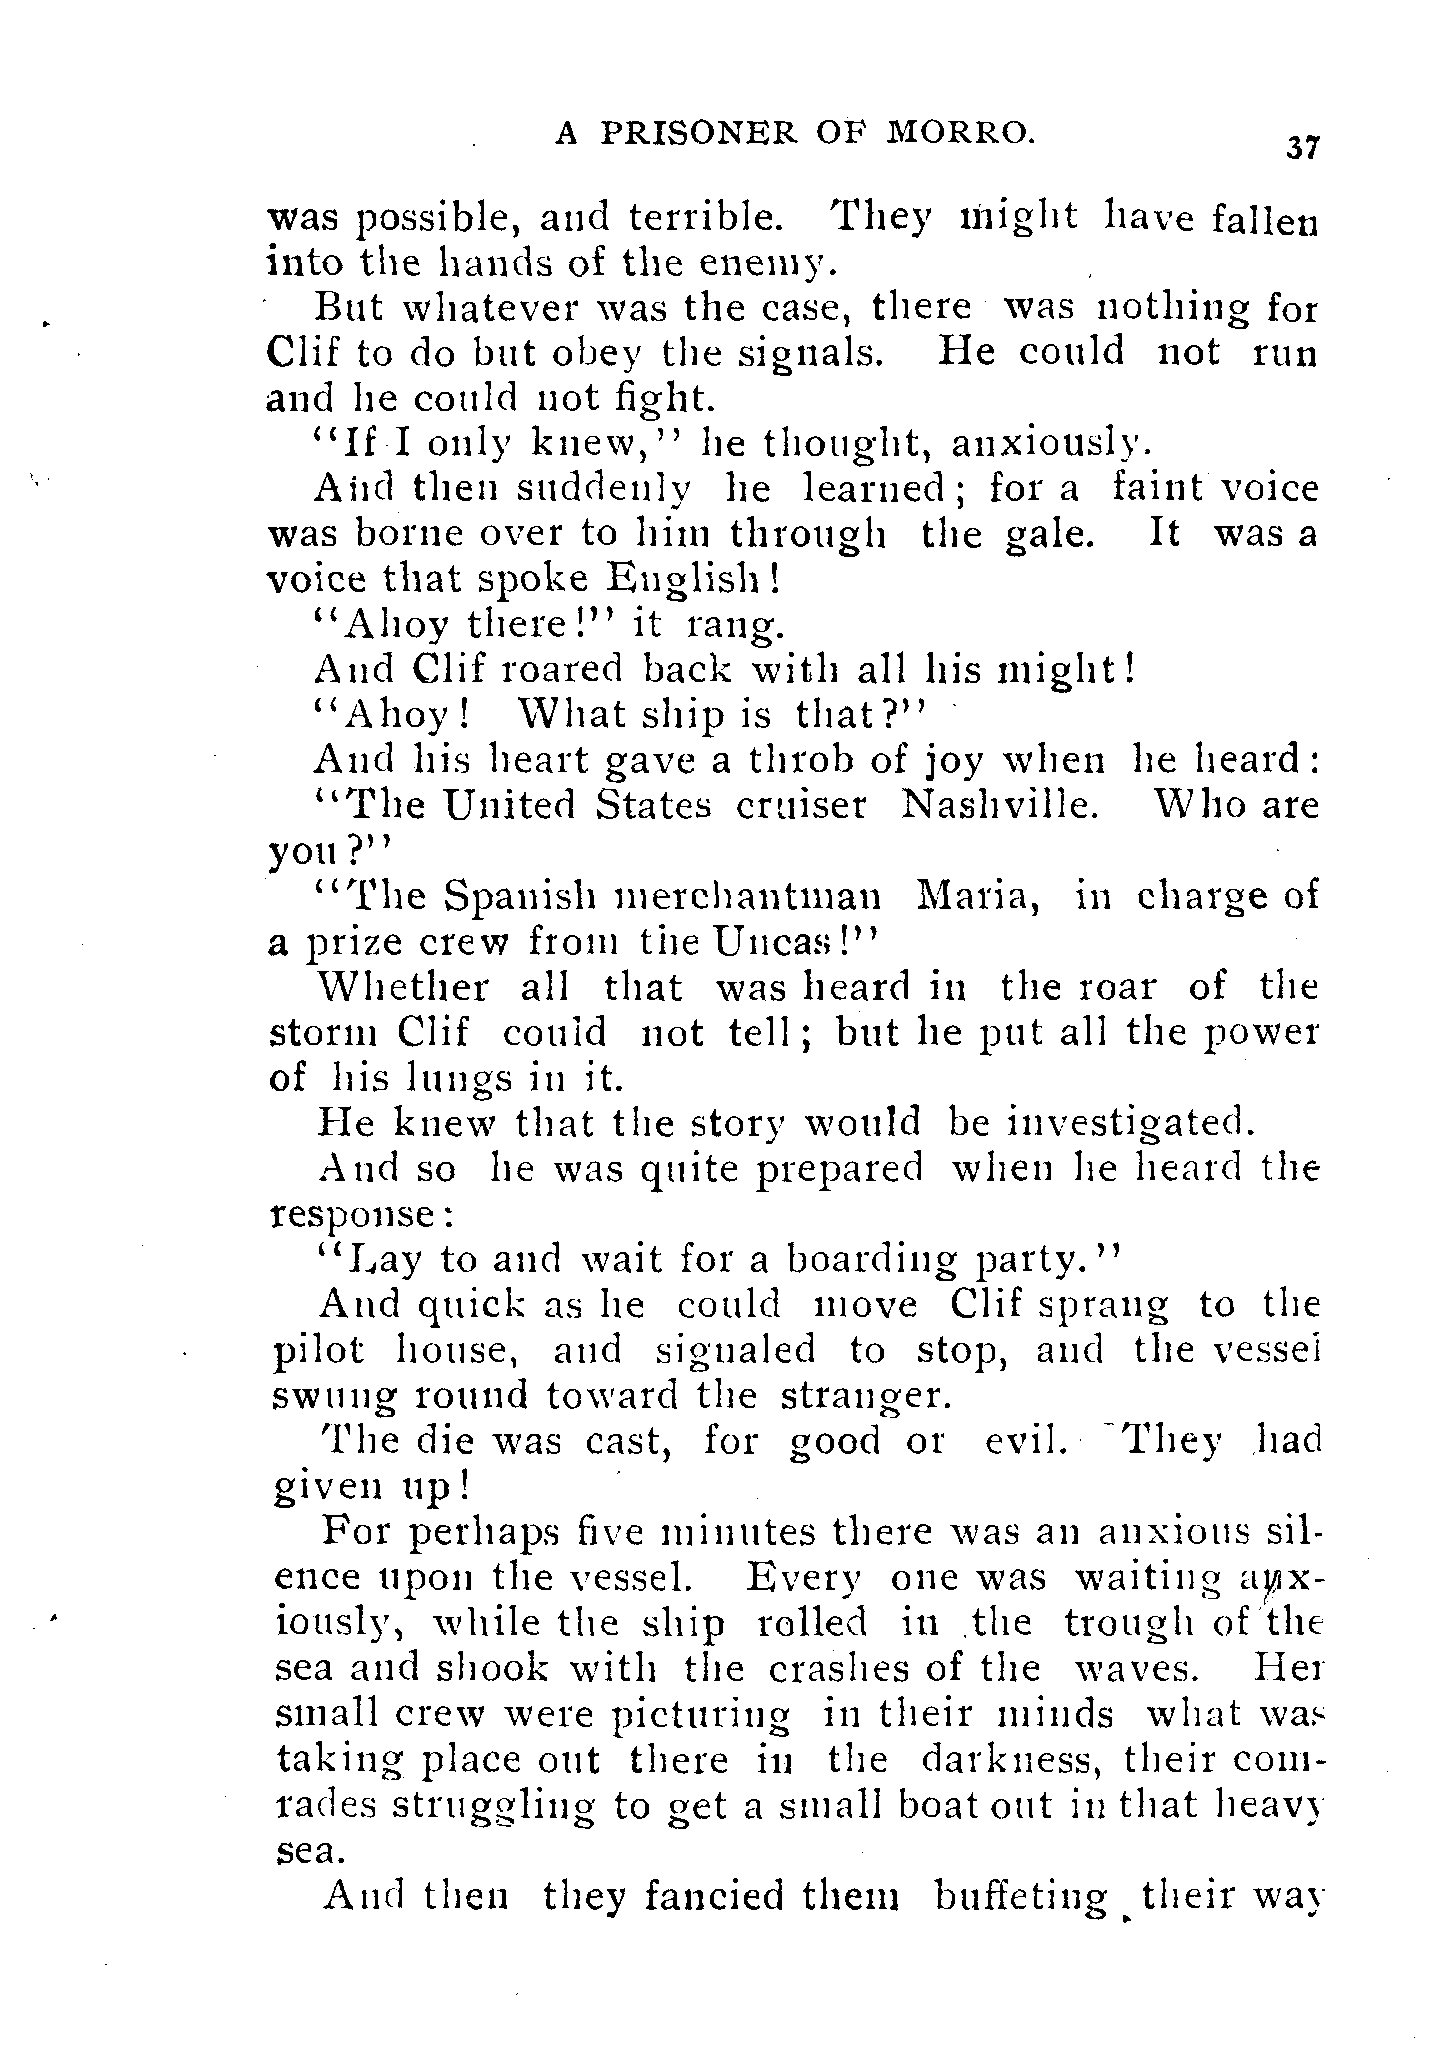 A PRISONER OF MORRO.
37
was possible, and terrible. They might have fallen
into the hands of the enemy.
But whatever was the case, there was nothing for
Clif to do but obey the signals. He could not run
and he could not fight.
"If I only knew," he thought, anxiously.
And then suddenly he learned; for a faint voice
was borne over to him through the gale. It was a
voice that spoke English!
"Ahoy there!" it rang.
And Clif roared back with all his might!
"Ahoy! What ship is that?"
And his heart gave a throb of joy when he heard:
"The United States cruiser Nashville. Who are
you?"
"The Spanish merchantman Maria, in charge of
a prize crew from the Uncas!"
Whether all that was heard in the roar of the
storm Clif could not tell; but he put all the power
of his lungs in it.
He knew that the story would be investigated.
And so he was quite prepared when he heard the
response:
"Lay to and wait for a boarding party."
And quick as he could move Clif sprang to the
pilot house, and signaled to stop, and the vessel
swung round toward the stranger.
The die was cast, for good or evil. They had
given up!
For perhaps five minutes there was an anxious sil-
ence upon the vessel. Every one was waiting anx-
iously, while the ship rolled in the trough of the
sea and shook with the crashes of the waves. Her
small crew were picturing in their minds what was
taking place out there in the darkness, their com-
rades struggling to get a small boat out in that heavy
sea.
And then they fancied them buffeting their way